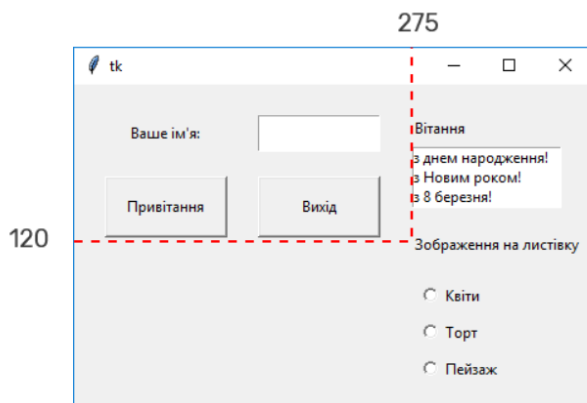 275
tk
Ваше ім'я:
Вітання
з днем народження!
з Новим роком!
з 8 березня!
Привітання
Вихід
120
Зображення на листівку
Квіти
Торт
Пейзаж